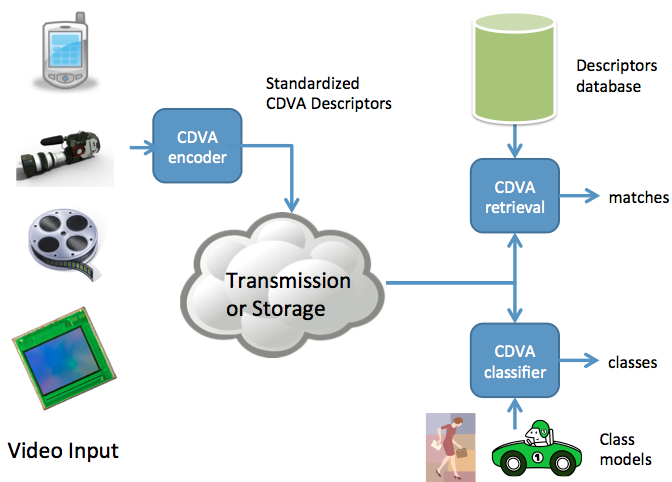 Standardized
CDVA Descriptors
Descriptors
database
CDVA
encoder
CDVA
retrieval
matches
Transmission
or Storage
CDVA
classifier
classes
1
Class
models
Video Input